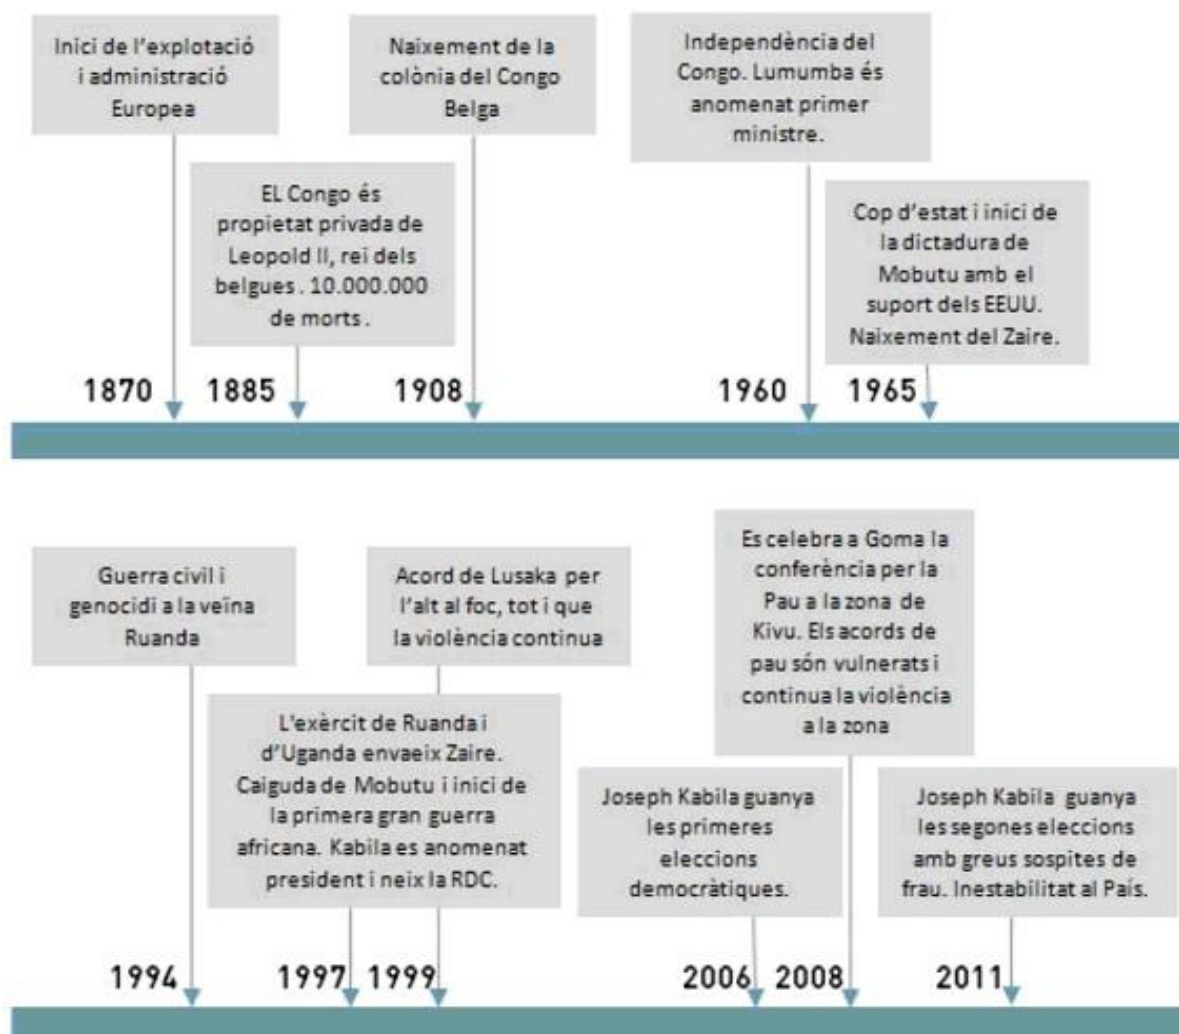 Inici de l'explotació
i administració
Europea
EL Congo és
propietat privada de
Leopold II, rei dels
belgues . 10.000.000
de morts .
Naixement de la
colònia del Congo
Belga
Independència del
Congo. Lumumba és
anomenat primer
ministre.
Cop d'estat i inici de
la dictadura de
Mobutu amb el
suport dels EEUU.
Naixement del Zaire.
1870
1885
1908
1960
1965
Guerra civil i
genocidi a la veïna
Ruanda
L'exèrcit de Ruanda i
d'Uganda envaeix Zaire.
Caiguda de Mobutu i inici de
la primera gran guerra
africana. Kabila es anomenat
president i neix la RDC.
Acord de Lusaka per
l'alt al foc, tot i que
la violència continua
Joseph Kabila guanya
les primeres
eleccions
democràtiques.
Es celebra a Goma la
conferència per la
Pau a la zona de
Kivu. Els acords de
pau són vulnerats i
continua la violència
a la zona
Joseph Kabila guanya
les segones eleccions
amb greus sospites de
frau. Inestabilitat al País.
1994
1997
1999
2006
2008
2011